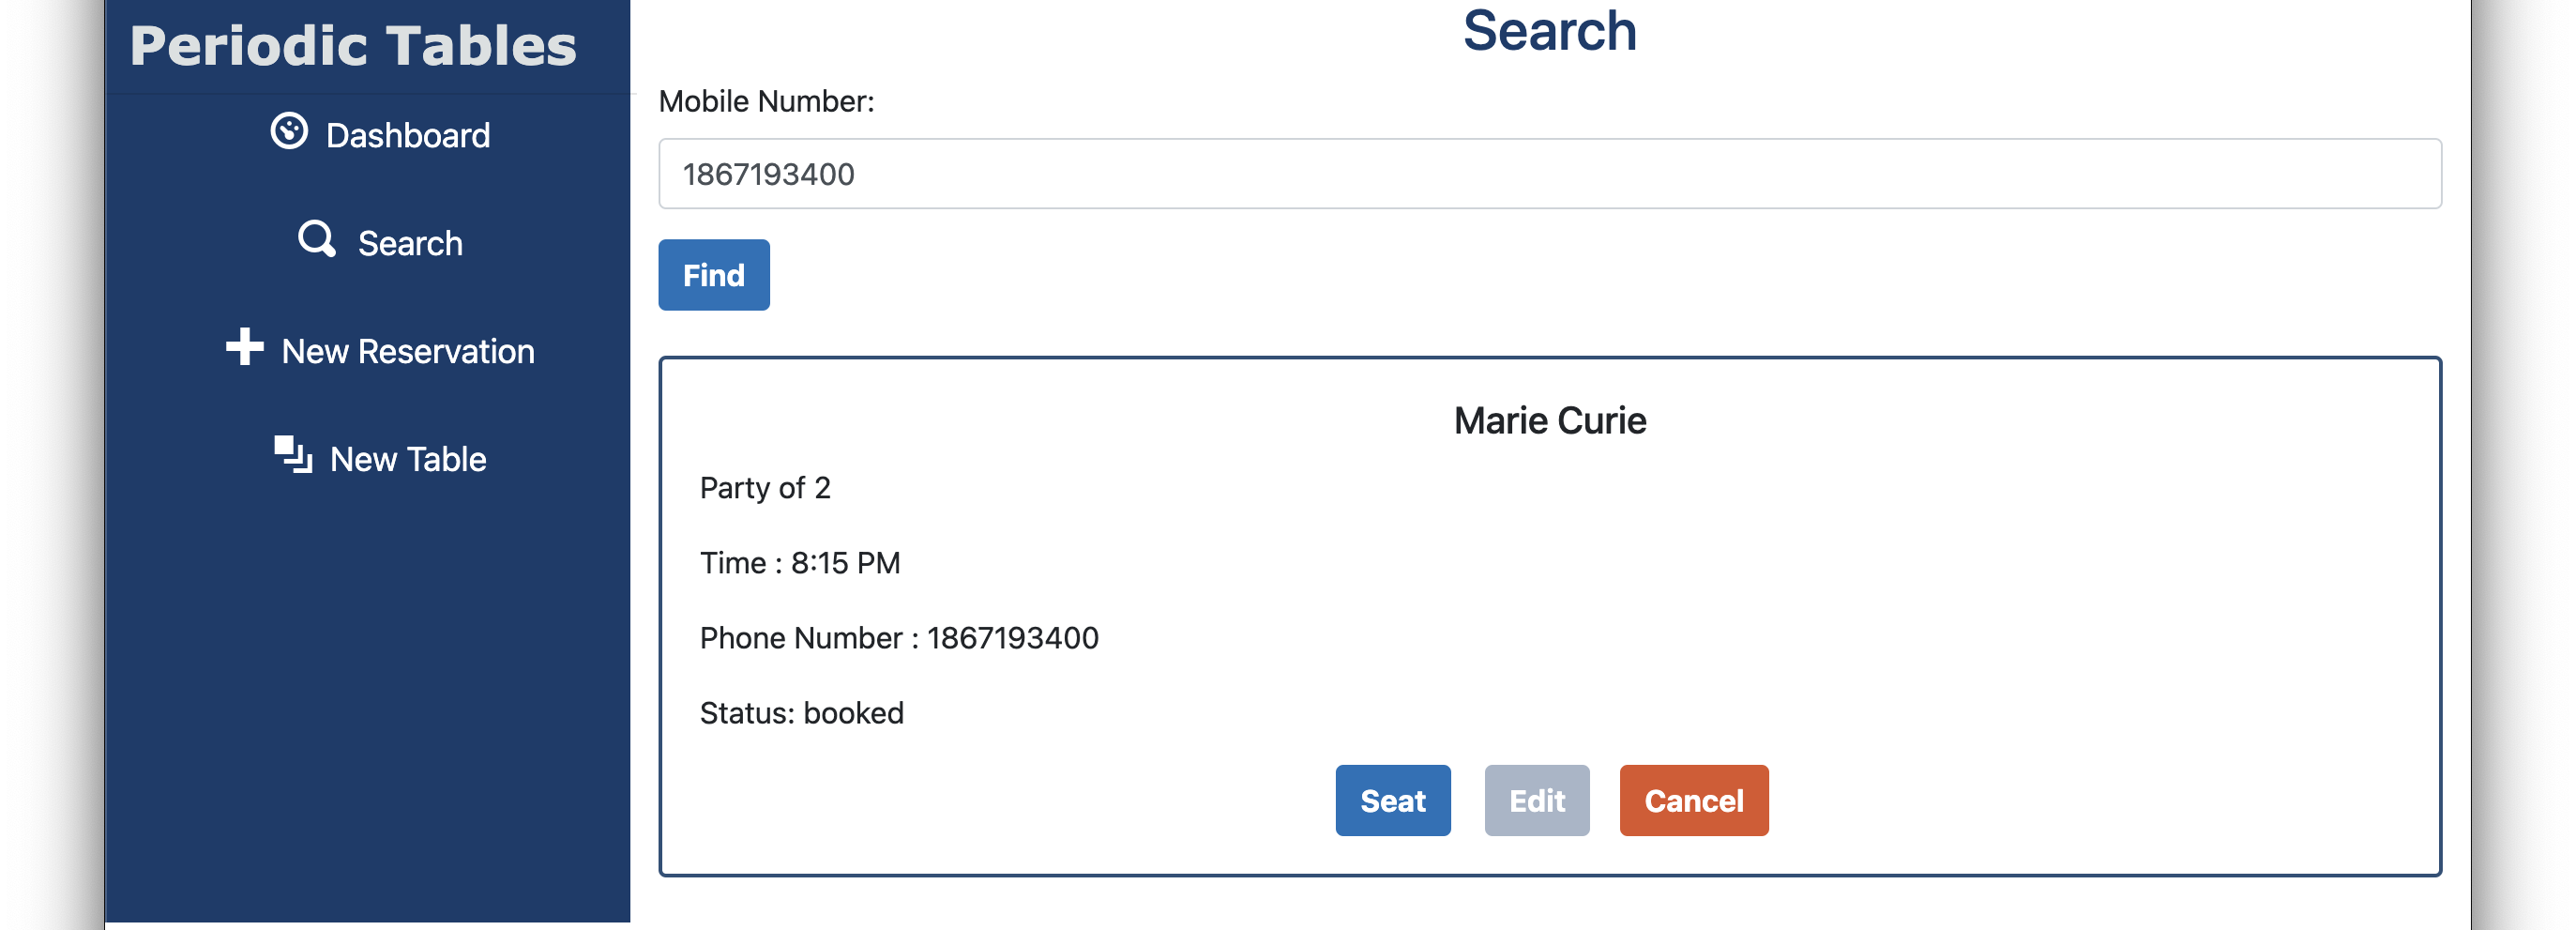 Periodic Tables
Dashboard
Search
New Reservation
New Table
Search
Mobile Number:
1867193400
Find
Marie Curie
Party of 2
Time : 8:15 PM
Phone Number : 1867193400
Status: booked
Seat Edit Cancel